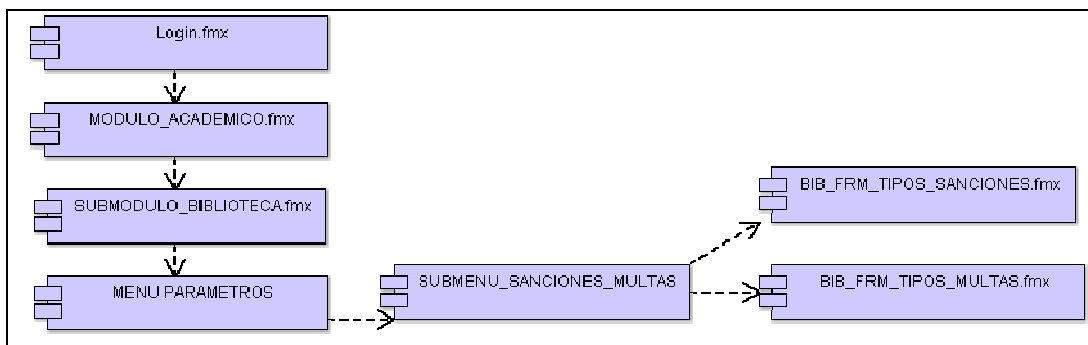 Login.fmx
MODULO_ACADEMICO.fmx
SUBMODULO_BIBLIOTECA.fmx
MENU PARAMETROS
SUBMENU_SANCIONES_MULTAS
BIB_FRM_TIPOS_SANCIONES.fmx
BIB_FRM_TIPOS_MULTAS.fmx